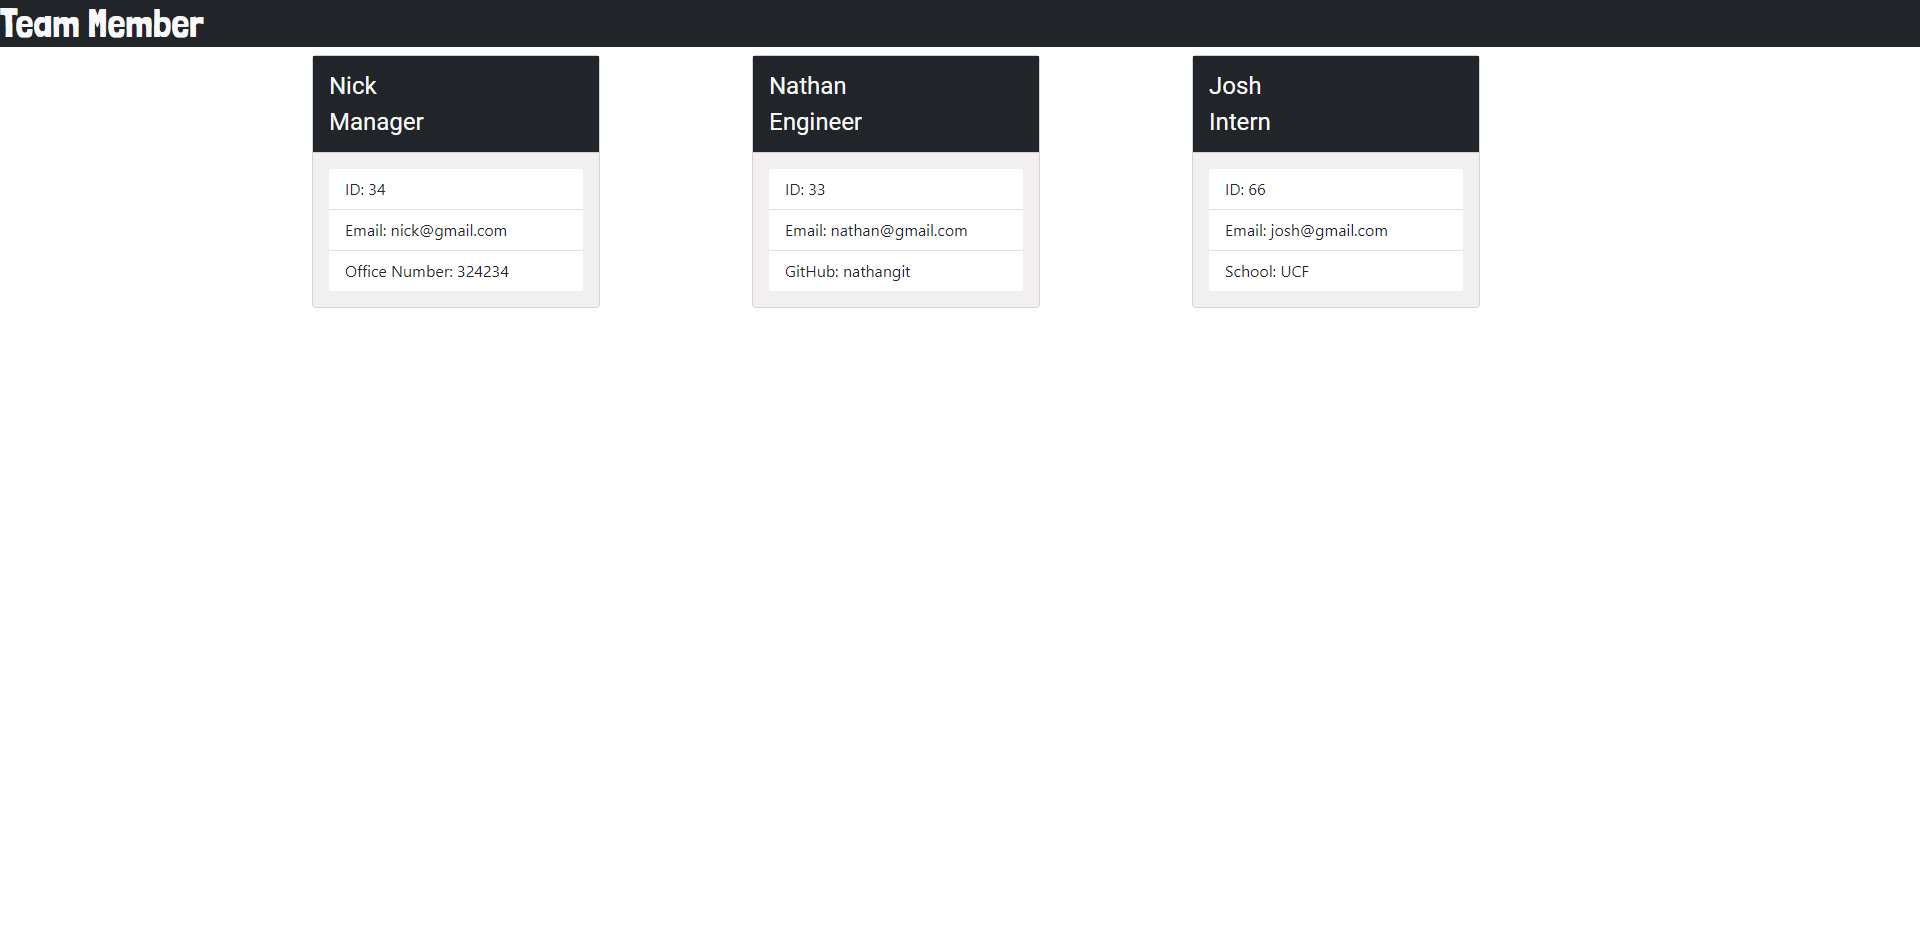 Team Member
Nick
Manager
ID: 34
Email: nick@gmail.com
Office Number: 324234
Nathan
Engineer
ID: 33
Email: nathan@gmail.com
GitHub: nathangit
Josh
Intern
ID: 66
Email: josh@gmail.com
School: UCF